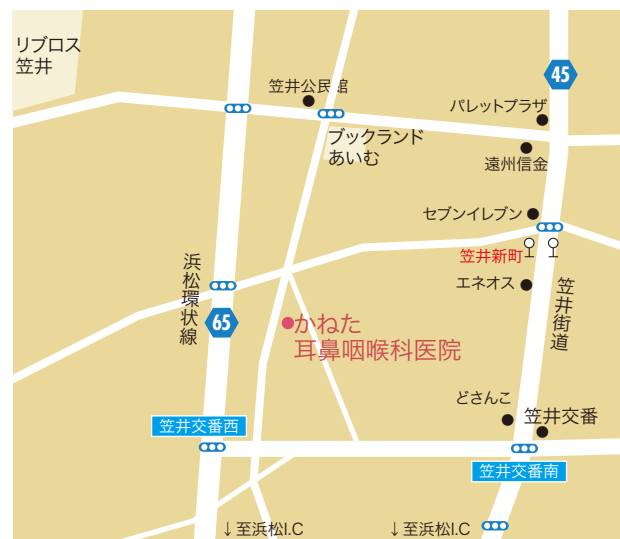 リブロス
笠井
45
笠井公民館
パレットプラザ
ブックランド
あいむ
遠州信金
セブンイレブン
笠井新町
エネオス
浜松環状線
笠井街道
65
かねた
耳鼻咽喉科医院
どさんこ
笠井交番
笠井交番西
笠井交番南
↓至浜松I.C
↓至浜松I.C